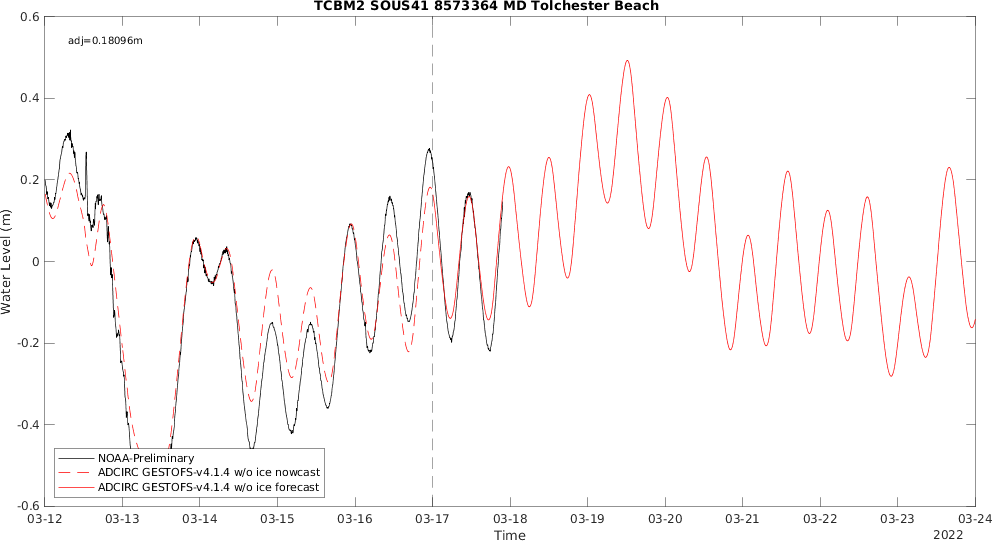 TCBM2 SOUS41 8573364 MD Tolchester Beach
adj=0.18096m
0.6
0.4
0.2
0
-0.2
-0.4
-0.6
Water Level (m)
NOAA-Preliminary
ADCIRC GESTOFS-v4.1.4 w/o ice nowcast
ADCIRC GESTOFS-v4.1.4 w/o ice forecast
03-12 03-13 03-14 03-15 03-16 03-17 03-18 03-19 03-20 03-21 03-22 03-23 03-24
Time
2022